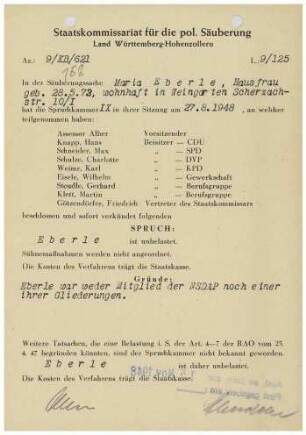 Staatskommissariat für die pol. Säuberung
Land Württemberg-Hohenzollern
Az.: 9/KB/621 L.9/125
162
In der Säuberungssache Maria Eberle, Hausfrau
geb. 28.5.73, wohnhaft in Weingarten Scherzach-
str. 10/I
hat die Spruchkammer IX in ihrer Sitzung am 27.8.1948, an welcher
teilgenommen haben:
Assessor Allner Vorsitzender
Knapp, Hans Beisitzer — CDU
Schneider, Max „ — SPD
Schulze, Charlotte „ — DVP
Weimr, Karl „ — KPD
Eisele, Wilhelm „ — Gewerkschaft
Steudle, Gerhard „ — Berufsgruppe
Klett, Martin „ — Berufsgruppe
Götzendörfer, Friedrich Vertreter des Staatskommissars
beschlossen und sofort verkündet folgenden
SPRUCH:
Eberle ist unbelastet.
Sühnemaßnahmen werden nicht angeordnet.
Die Kosten des Verfahrens trägt die Staatskasse.
Gründe:
Eberle war weder Mitglied der NSDAP noch einer
ihrer Gliederungen.
Weitere Tatsachen, die eine Belastung i. S. der Art. 4—7 der RAO vom 25.
4. 47 begründen könnten, sind der Spruchkammer nicht bekannt geworden.
Eberle ist daher unbelastet.
Die Kosten des Verfahrens trägt die Staatskasse.